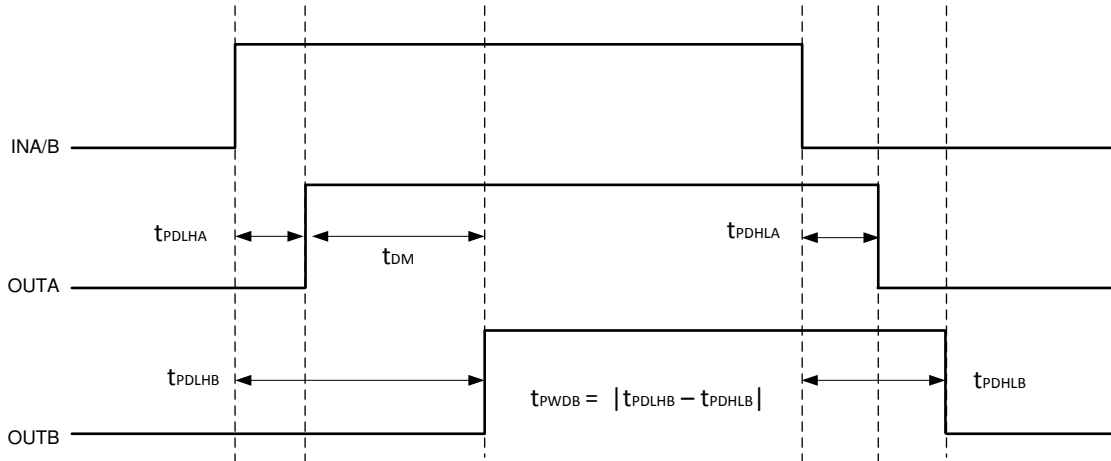 INA/B
tPDLHA
tDM
tPDHLA
OUTA
tPDLHB
tPWDB = |tPDLHB – tPDHLB|
tPDHLB
OUTB